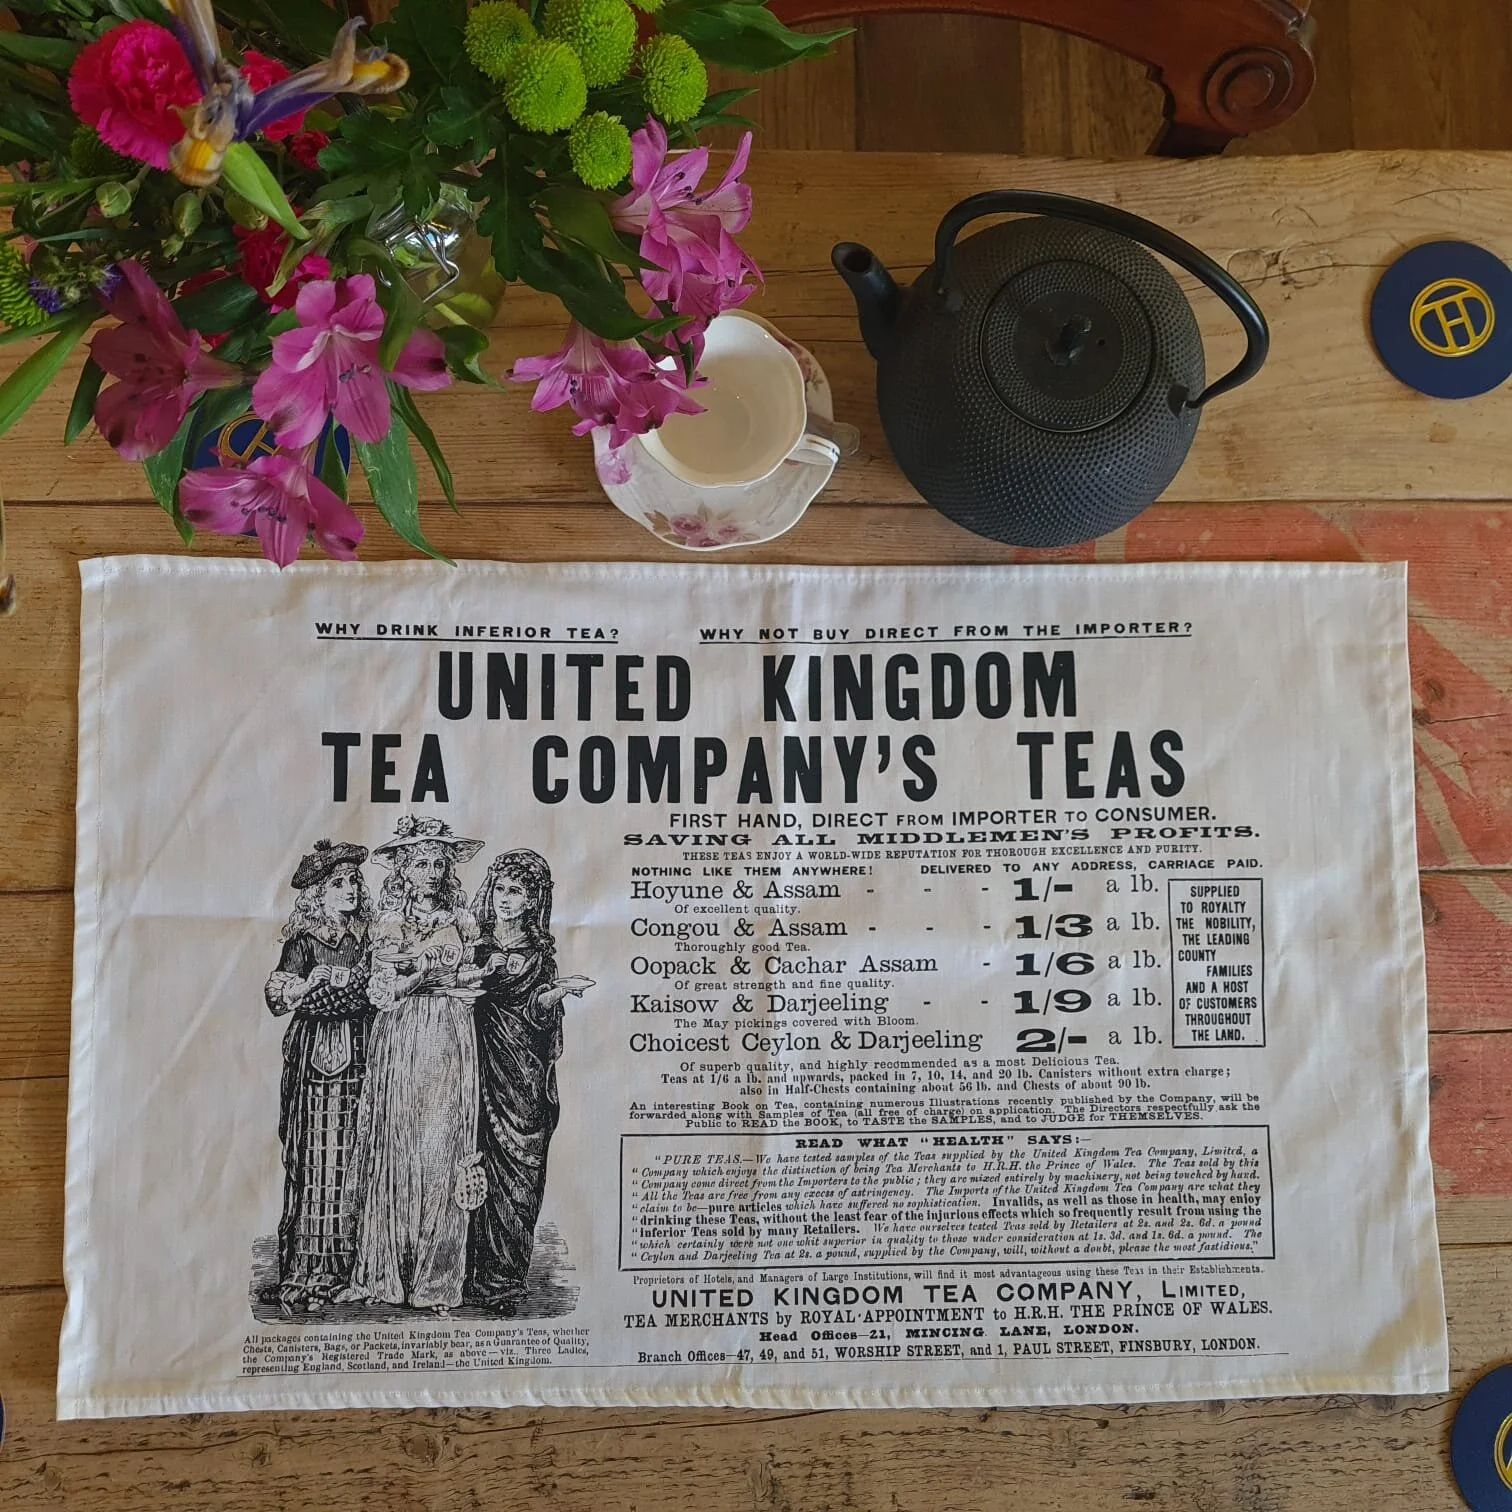 WHY DRINK INFERIOR TEA? WHY NOT BUY DIRECT FROM THE IMPORTER?
UNITED KINGDOM
TEA COMPANY'S TEAS
FIRST HAND, DIRECT FROM IMPORTER TO CONSUMER.
SAVING ALL MIDDLEMEN'S PROFITS.
THESE TEAS ENJOY A WORLD-WIDE REPUTATION FOR THOROUGH EXCELLENCE AND PURITY.
NOTHING LIKE THEM ANYWHERE! DELIVERED TO ANY ADDRESS, CARRIAGE PAID.
Hoyune & Assam - - - 1/- a lb.
Of excellent quality.
Congou & Assam - - - 1/3 a lb.
Thoroughly good Tea.
Oopack & Cachar Assam - 1/6 a lb.
Of great strength and fine quality.
Kaisow & Darjeeling - - 1/9 a lb.
The May pickings covered with Bloom.
Choicest Ceylon & Darjeeling 2/- a lb.
SUPPLIED
TO ROYALTY
THE NOBILITY,
THE LEADING
COUNTY
FAMILIES
AND A HOST
OF CUSTOMERS
THROUGHOUT
THE LAND.
Of superb quality, and highly recommended as a most Delicious Tea.
Teas at 1/6 a lb. and upwards, packed in 7, 10, 14, and 20 lb. Canisters without extra charge;
also in Half-Chests containing about 56 lb. and Chests of about 90 lb.
An interesting Book on Tea, containing numerous Illustrations recently published by the Company, will be
forwarded along with Samples of Tea (all free of charge) on application. The Directors respectfully ask the
Public to READ the BOOK, to TASTE the SAMPLES, and to JUDGE for THEMSELVES.
READ WHAT "HEALTH" SAYS:—
"PURE TEAS.—We have tested samples of the Teas supplied by the United Kingdom Tea Company, Limited, a
"Company which enjoys the distinction of being Tea Merchants to H.R.H. the Prince of Wales. The Teas sold by this
"Company come direct from the Importers to the public; they are mixed entirely by machinery, not being touched by hand.
"All the Teas are free from any excess of astringency. The Imports of the United Kingdom Tea Company are what they
"claim to be—pure articles which have suffered no sophistication. Invalids, as well as those in health, may enjoy
"drinking these Teas, without the least fear of the injurious effects which so frequently result from using the
"inferior Teas sold by many Retailers. We have ourselves tested Teas sold by Retailers at 2s. and 2s. 6d. a pound
"which certainly were not one whit superior in quality to those under consideration at 1s. 3d. and 1s. 6d. a pound. The
"Ceylon and Darjeeling Tea at 2s. a pound, supplied by the Company, will, without a doubt, please the most fastidious."
Proprietors of Hotels, and Managers of Large Institutions, will find it most advantageous using these Teas in their Establishments.
UNITED KINGDOM TEA COMPANY, LIMITED,
TEA MERCHANTS by ROYAL APPOINTMENT to H.R.H. THE PRINCE OF WALES.
Head Offices—21, MINCING LANE, LONDON.
Branch Offices—47, 49, and 51, WORSHIP STREET, and 1, PAUL STREET, FINSBURY, LONDON.
All packages containing the United Kingdom Tea Company's Teas, whether
Chests, Canisters, Bags, or Packets, invariably bear, as a Guarantee of Quality,
the Company's Registered Trade Mark, as above—viz. Three Ladies,
representing England, Scotland, and Ireland—the United Kingdom.